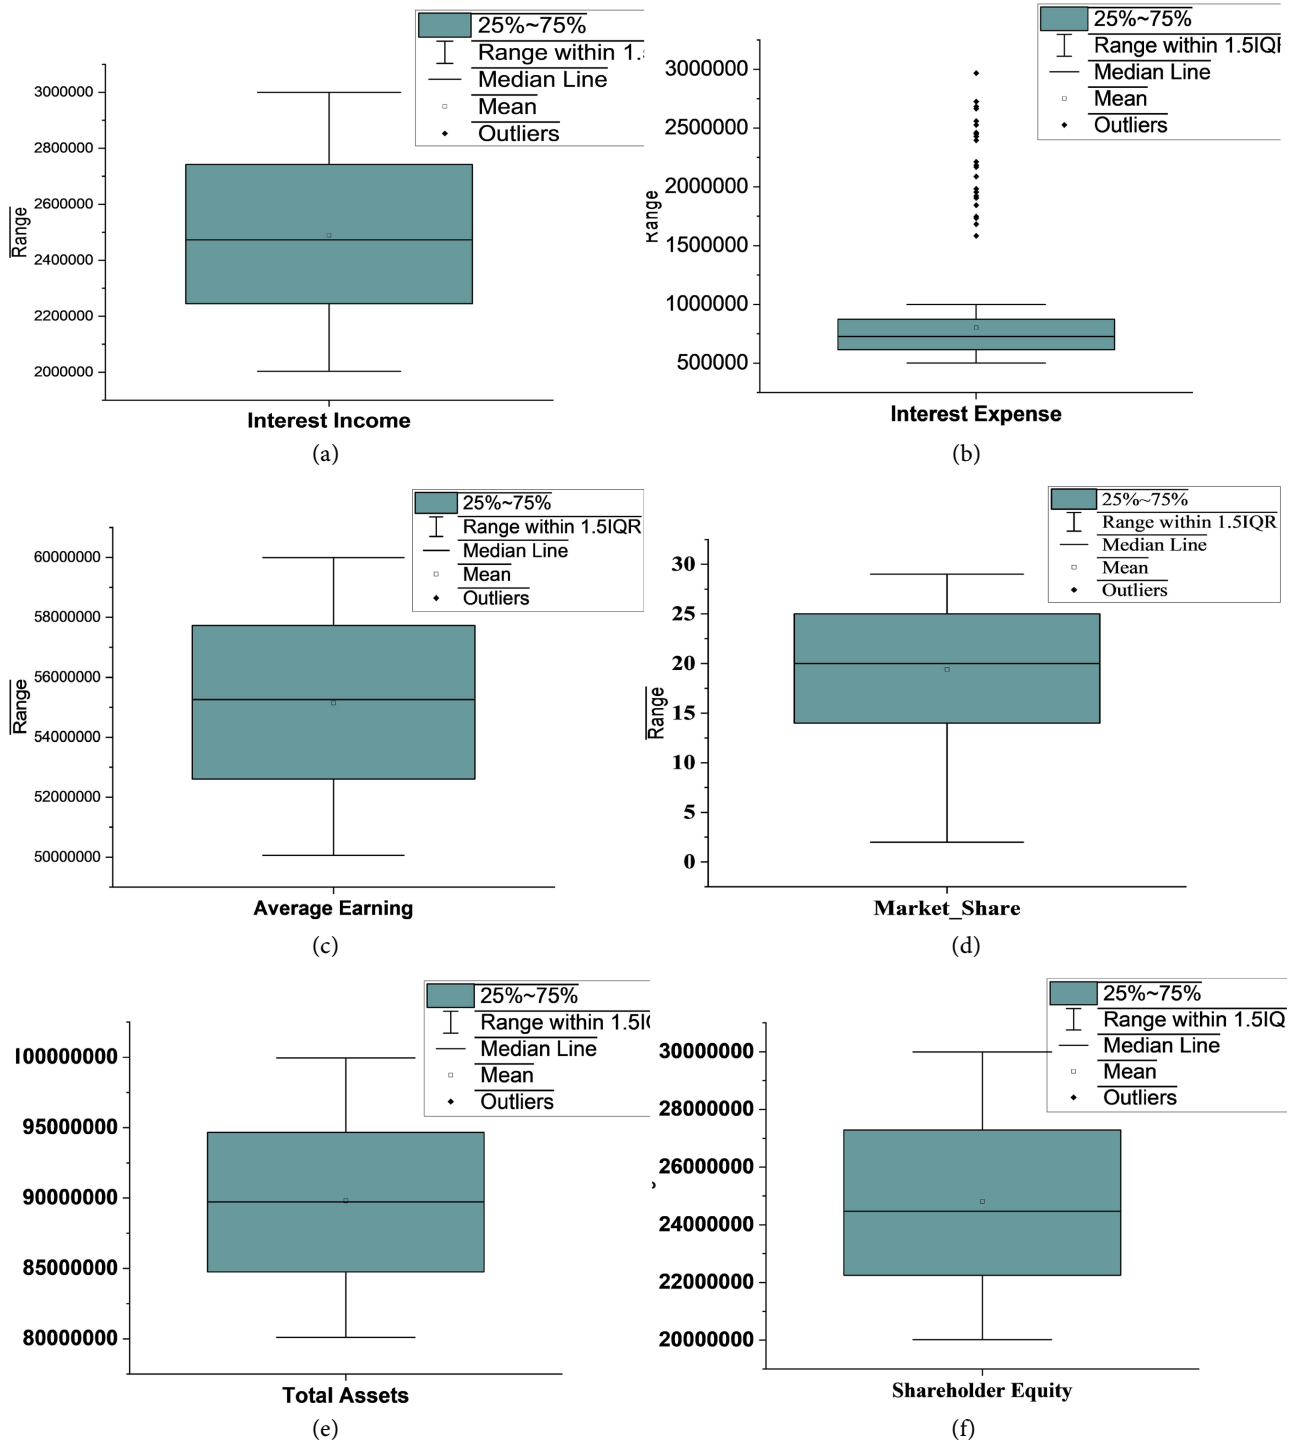 25%~75%
Range within 1.
Median Line
Mean
Outliers
3000000
2800000
2600000
2400000
2200000
2000000
Range
Interest Income
(a)
25%~75%
Range within 1.5IQR
Median Line
Mean
Outliers
3000000
2500000
2000000
1500000
1000000
500000
Range
Interest Expense
(b)
25%~75%
Range within 1.5IQR
Median Line
Mean
Outliers
60000000
58000000
56000000
54000000
52000000
50000000
Range
Average Earning
(c)
25%~75%
Range within 1.5IQR
Median Line
Mean
Outliers
30
25
20
15
10
5
0
Range
Market_Share
(d)
25%~75%
Range within 1.5IQ
Median Line
Mean
Outliers
100000000
95000000
90000000
85000000
80000000
Total Assets
(e)
25%~75%
Range within 1.5IQ
Median Line
Mean
Outliers
30000000
28000000
26000000
24000000
22000000
20000000
Shareholder Equity
(f)